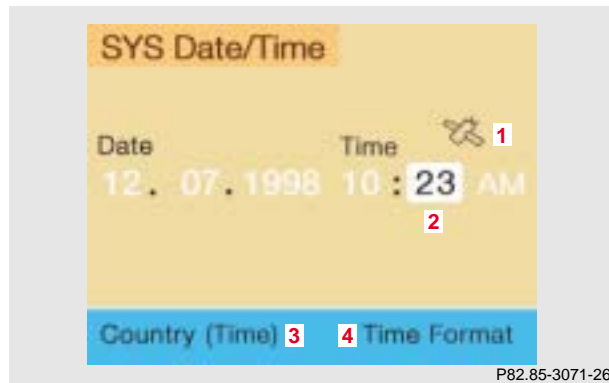 SYS Date/Time
1
Date Time
12. 07. 1998 10 : 23 AM
2
Country (Time) 3 4 Time Format
P82.85-3071-26